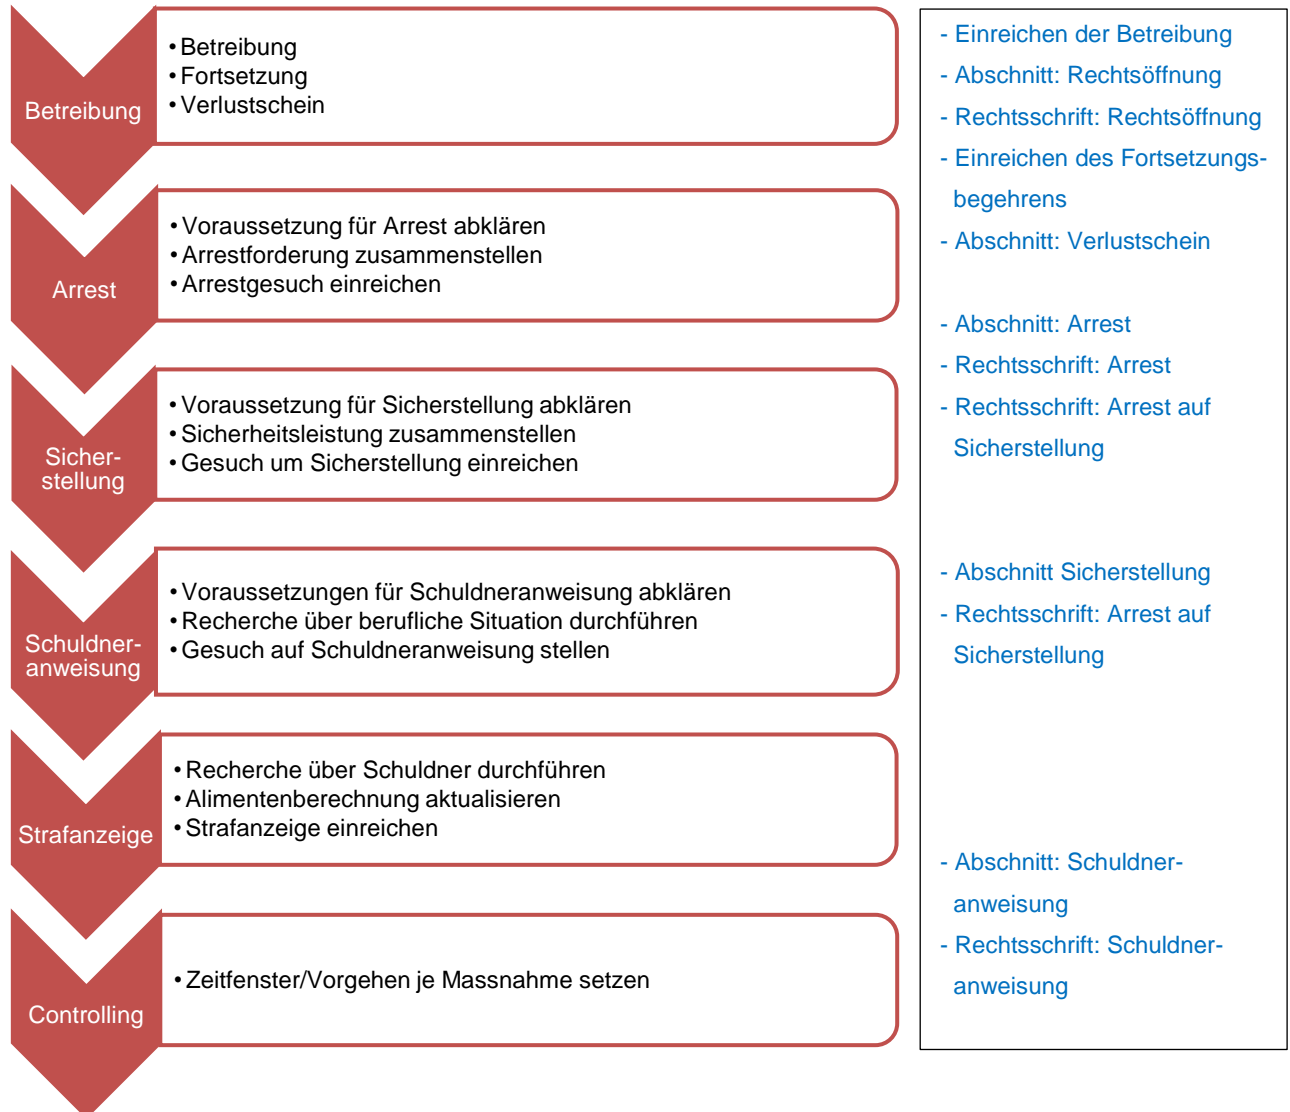 Betreibung
• Betreibung
• Fortsetzung
• Verlustschein
Arrest
• Voraussetzung für Arrest abklären
• Arrestforderung zusammenstellen
• Arrestgesuch einreichen
Sicher-
stellung
• Voraussetzung für Sicherstellung abklären
• Sicherheitsleistung zusammenstellen
• Gesuch um Sicherstellung einreichen
Schuldner-
anweisung
• Voraussetzungen für Schuldneranweisung abklären
• Recherche über berufliche Situation durchführen
• Gesuch auf Schuldneranweisung stellen
Strafanzeige
• Recherche über Schuldner durchführen
• Alimentenberechnung aktualisieren
• Strafanzeige einreichen
Controlling
• Zeitfenster/Vorgehen je Massnahme setzen
- Einreichen der Betreibung
- Abschnitt: Rechtsöffnung
- Rechtsschrift: Rechtsöffnung
- Einreichen des Fortsetzungs-
begehrens
- Abschnitt: Verlustschein
- Abschnitt: Arrest
- Rechtsschrift: Arrest
- Rechtsschrift: Arrest auf
Sicherstellung
- Abschnitt Sicherstellung
- Rechtsschrift: Arrest auf
Sicherstellung
- Abschnitt: Schuldner-
anweisung
- Rechtsschrift: Schuldner-
anweisung